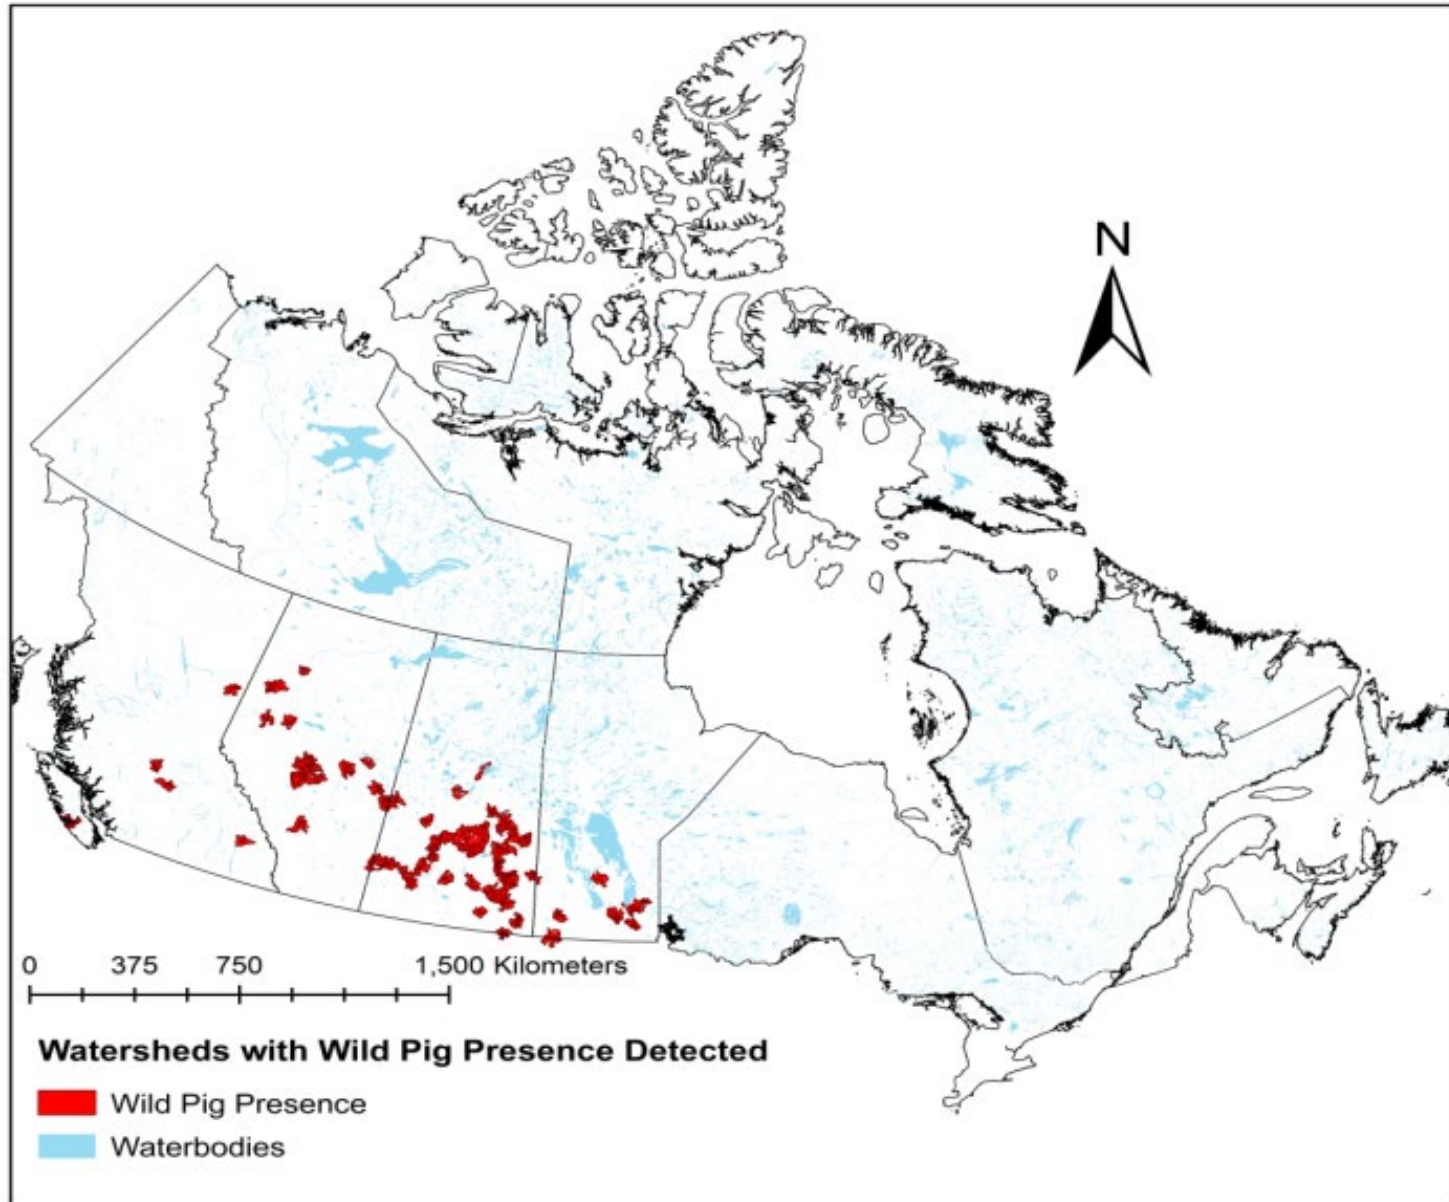 N
0 375 750 1,500 Kilometers
Watersheds with Wild Pig Presence Detected
Wild Pig Presence
Waterbodies